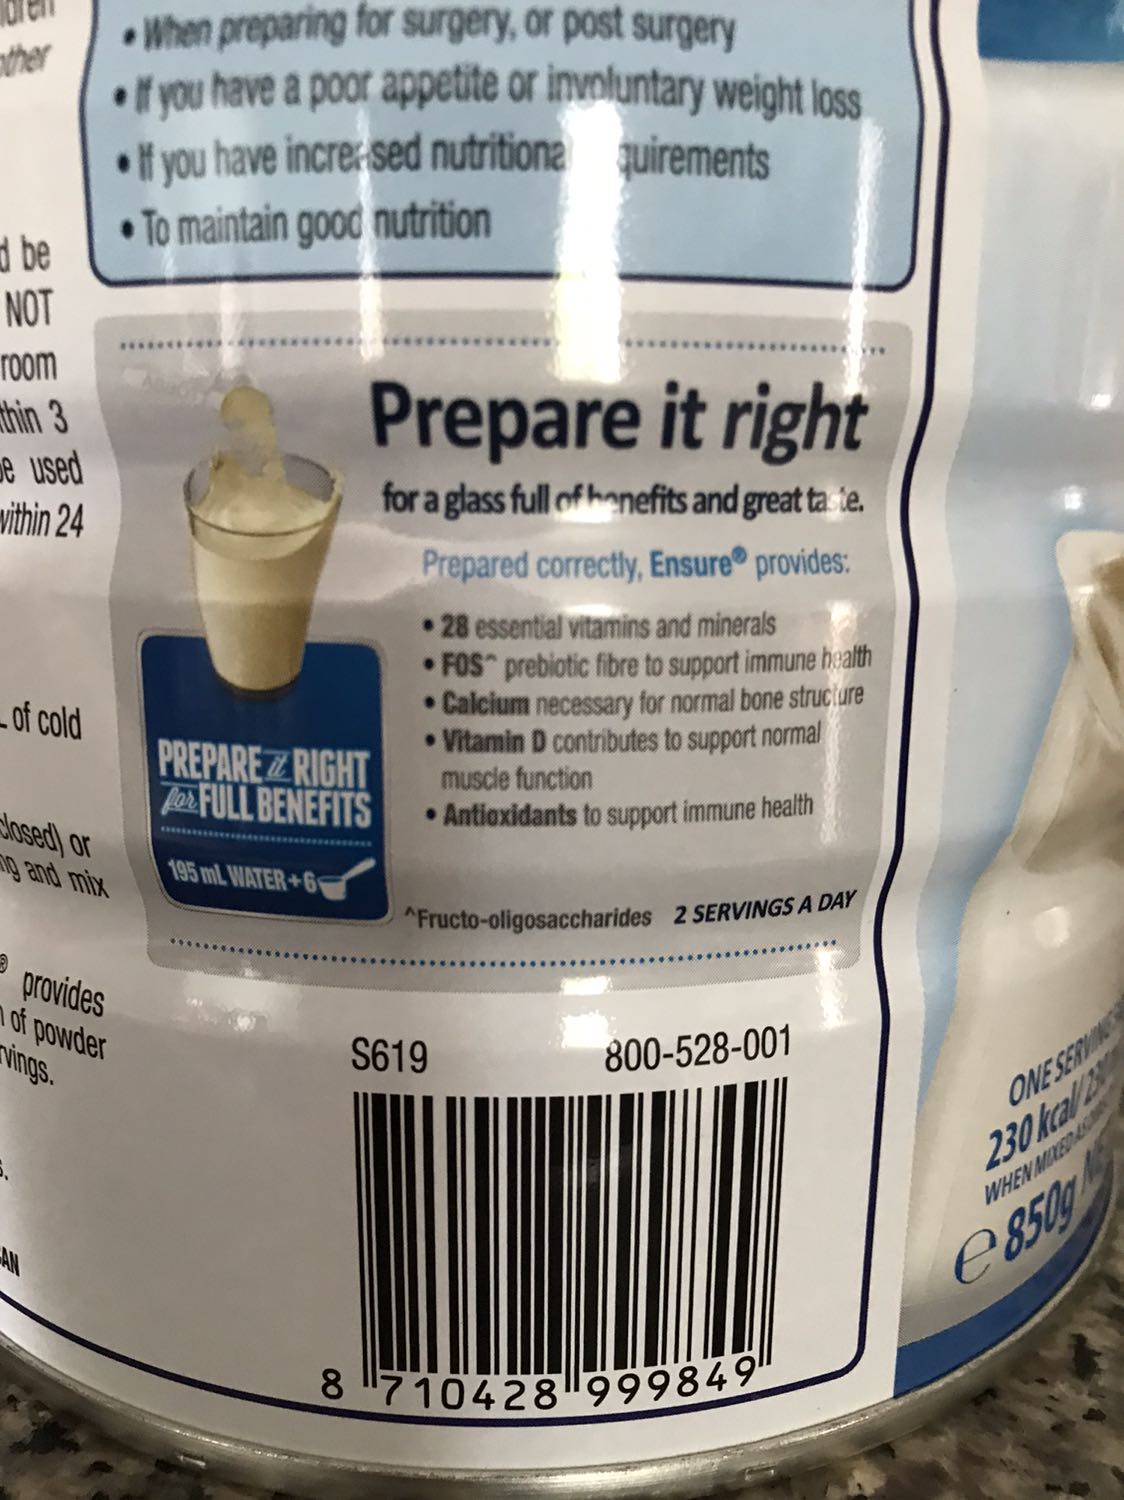 other
• When preparing for surgery, or post surgery
• If you have a poor appetite or involuntary weight loss
• If you have increased nutritional quirements
• To maintain good nutrition
d be
NOT
room
thin 3
be used
within 24
of cold
closed) or
ng and mix
® provides
of powder
rvings.
Prepare it right
for a glass full of benefits and great taste.
Prepared correctly, Ensure® provides:
• 28 essential vitamins and minerals
• FOS^ prebiotic fibre to support immune health
• Calcium necessary for normal bone structure
• Vitamin D contributes to support normal
muscle function
• Antioxidants to support immune health
PREPARE it RIGHT
for FULL BENEFITS
195 mL WATER + 6
^Fructo-oligosaccharides 2 SERVINGS A DAY
S619 800-528-001
8 710428 999849
ONE SERVING
230 kcal/ 230
WHEN MIXED AS
e 850g